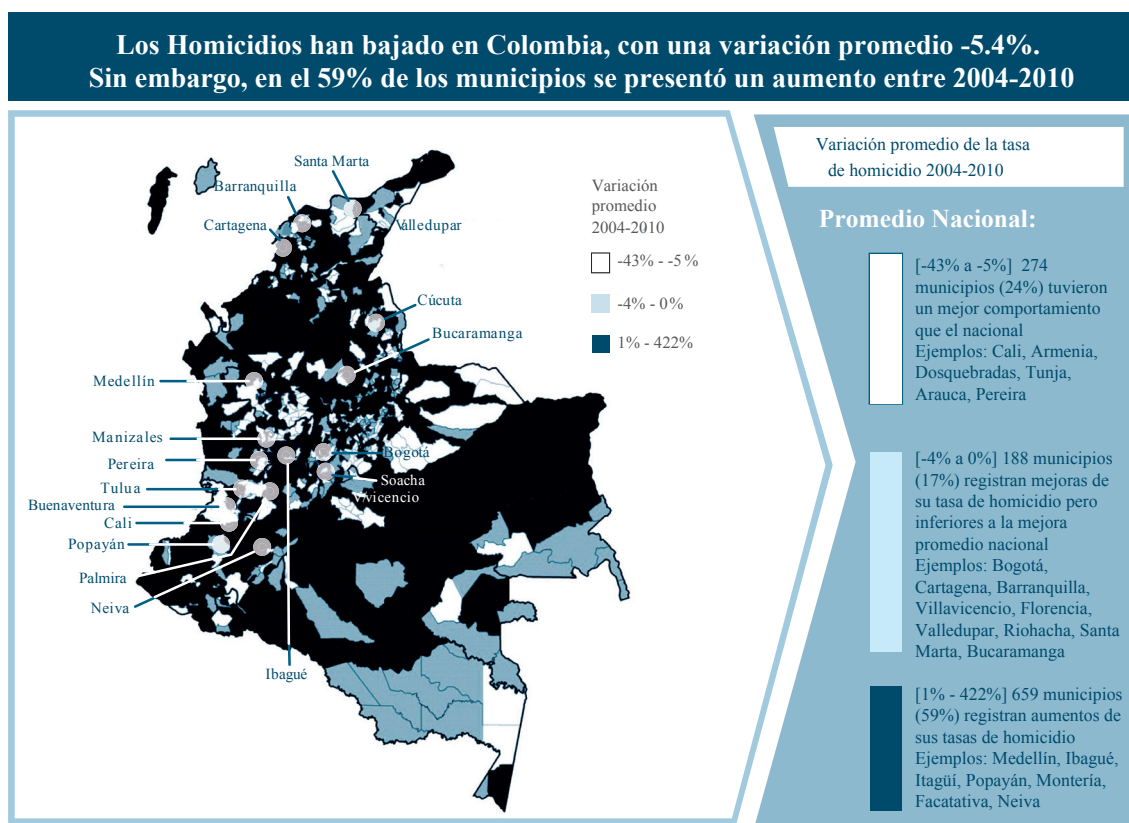 Los Homicidios han bajado en Colombia, con una variación promedio -5.4%.
Sin embargo, en el 59% de los municipios se presentó un aumento entre 2004-2010
Santa Marta
Barranquilla
Cartagena
Valledupar
Cúcuta
Bucaramanga
Medellín
Manizales
Pereira
Bogotá
Soacha
Vivicencio
Tulua
Buenaventura
Cali
Popayán
Palmira
Neiva
Ibagué
Variación
promedio
2004-2010
-43% - -5%
-4% - 0%
1% - 422%
Variación promedio de la tasa
de homicidio 2004-2010
Promedio Nacional:
[-43% a -5%] 274
municipios (24%) tuvieron
un mejor comportamiento
que el nacional
Ejemplos: Cali, Armenia,
Dosquebradas, Tunja,
Arauca, Pereira
[-4% a 0%] 188 municipios
(17%) registran mejoras de
su tasa de homicidio pero
inferiores a la mejora
promedio nacional
Ejemplos: Bogotá,
Cartagena, Barranquilla,
Villavicencio, Florencia,
Valledupar, Riohacha, Santa
Marta, Bucaramanga
[1% - 422%] 659 municipios
(59%) registran aumentos de
sus tasas de homicidio
Ejemplos: Medellín, Ibagué,
Itagüí, Popayán, Montería,
Facatativa, Neiva